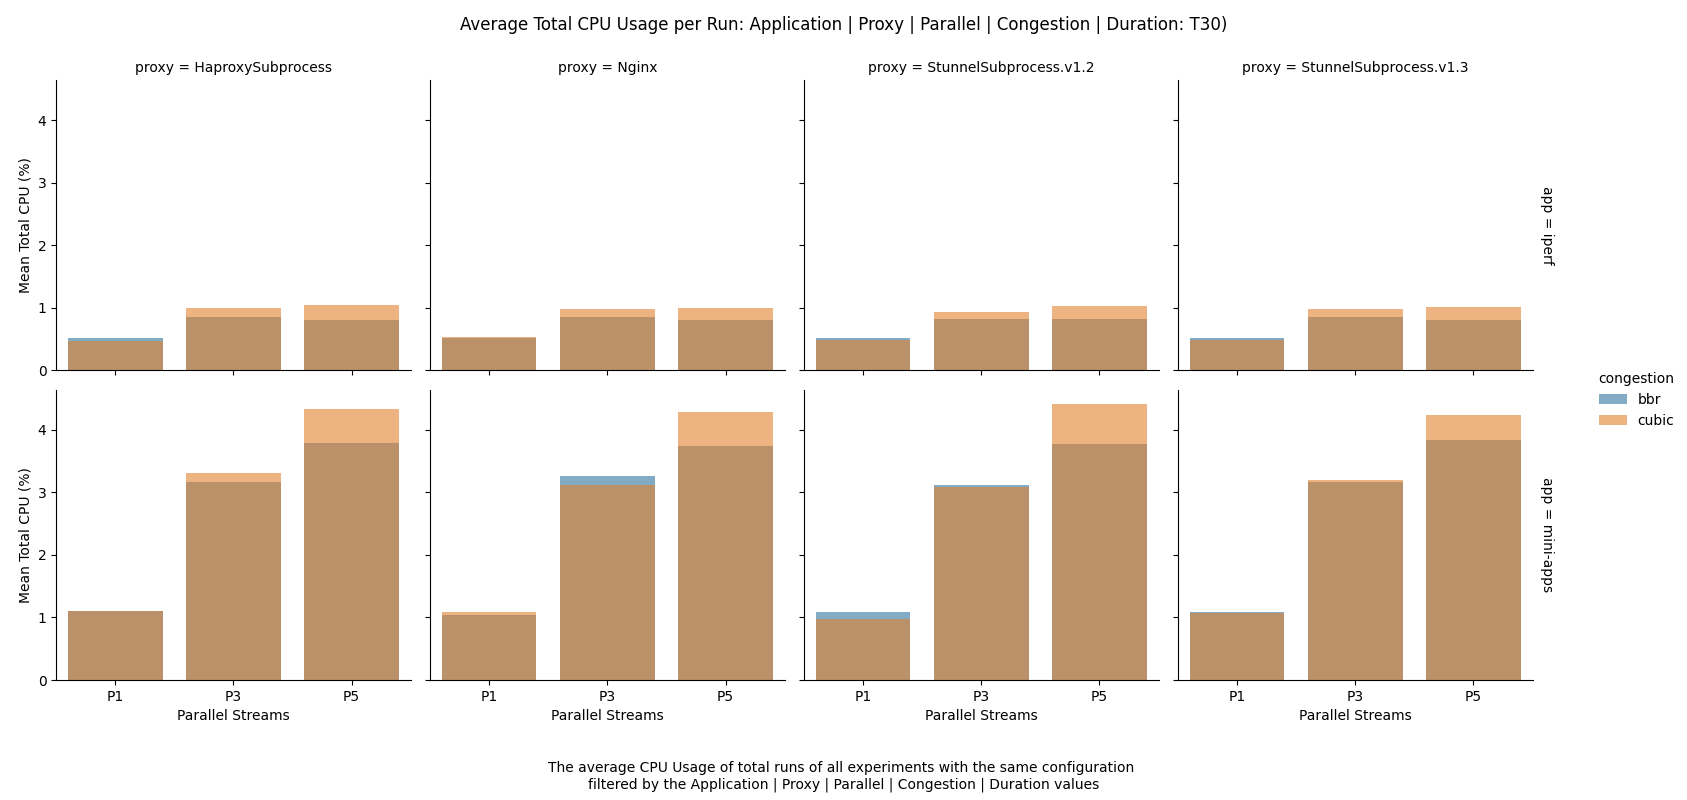 Average Total CPU Usage per Run: Application | Proxy | Parallel | Congestion | Duration: T30)
proxy = HaproxySubprocess
proxy = Nginx
proxy = StunnelSubprocess.v1.2
proxy = StunnelSubprocess.v1.3
Mean Total CPU (%)
4
3
2
1
0
app = iperf
congestion
bbr
cubic
Mean Total CPU (%)
4
3
2
1
0
app = mini-apps
P1 P3 P5
P1 P3 P5
P1 P3 P5
P1 P3 P5
Parallel Streams
Parallel Streams
Parallel Streams
Parallel Streams
The average CPU Usage of total runs of all experiments with the same configuration
filtered by the Application | Proxy | Parallel | Congestion | Duration values